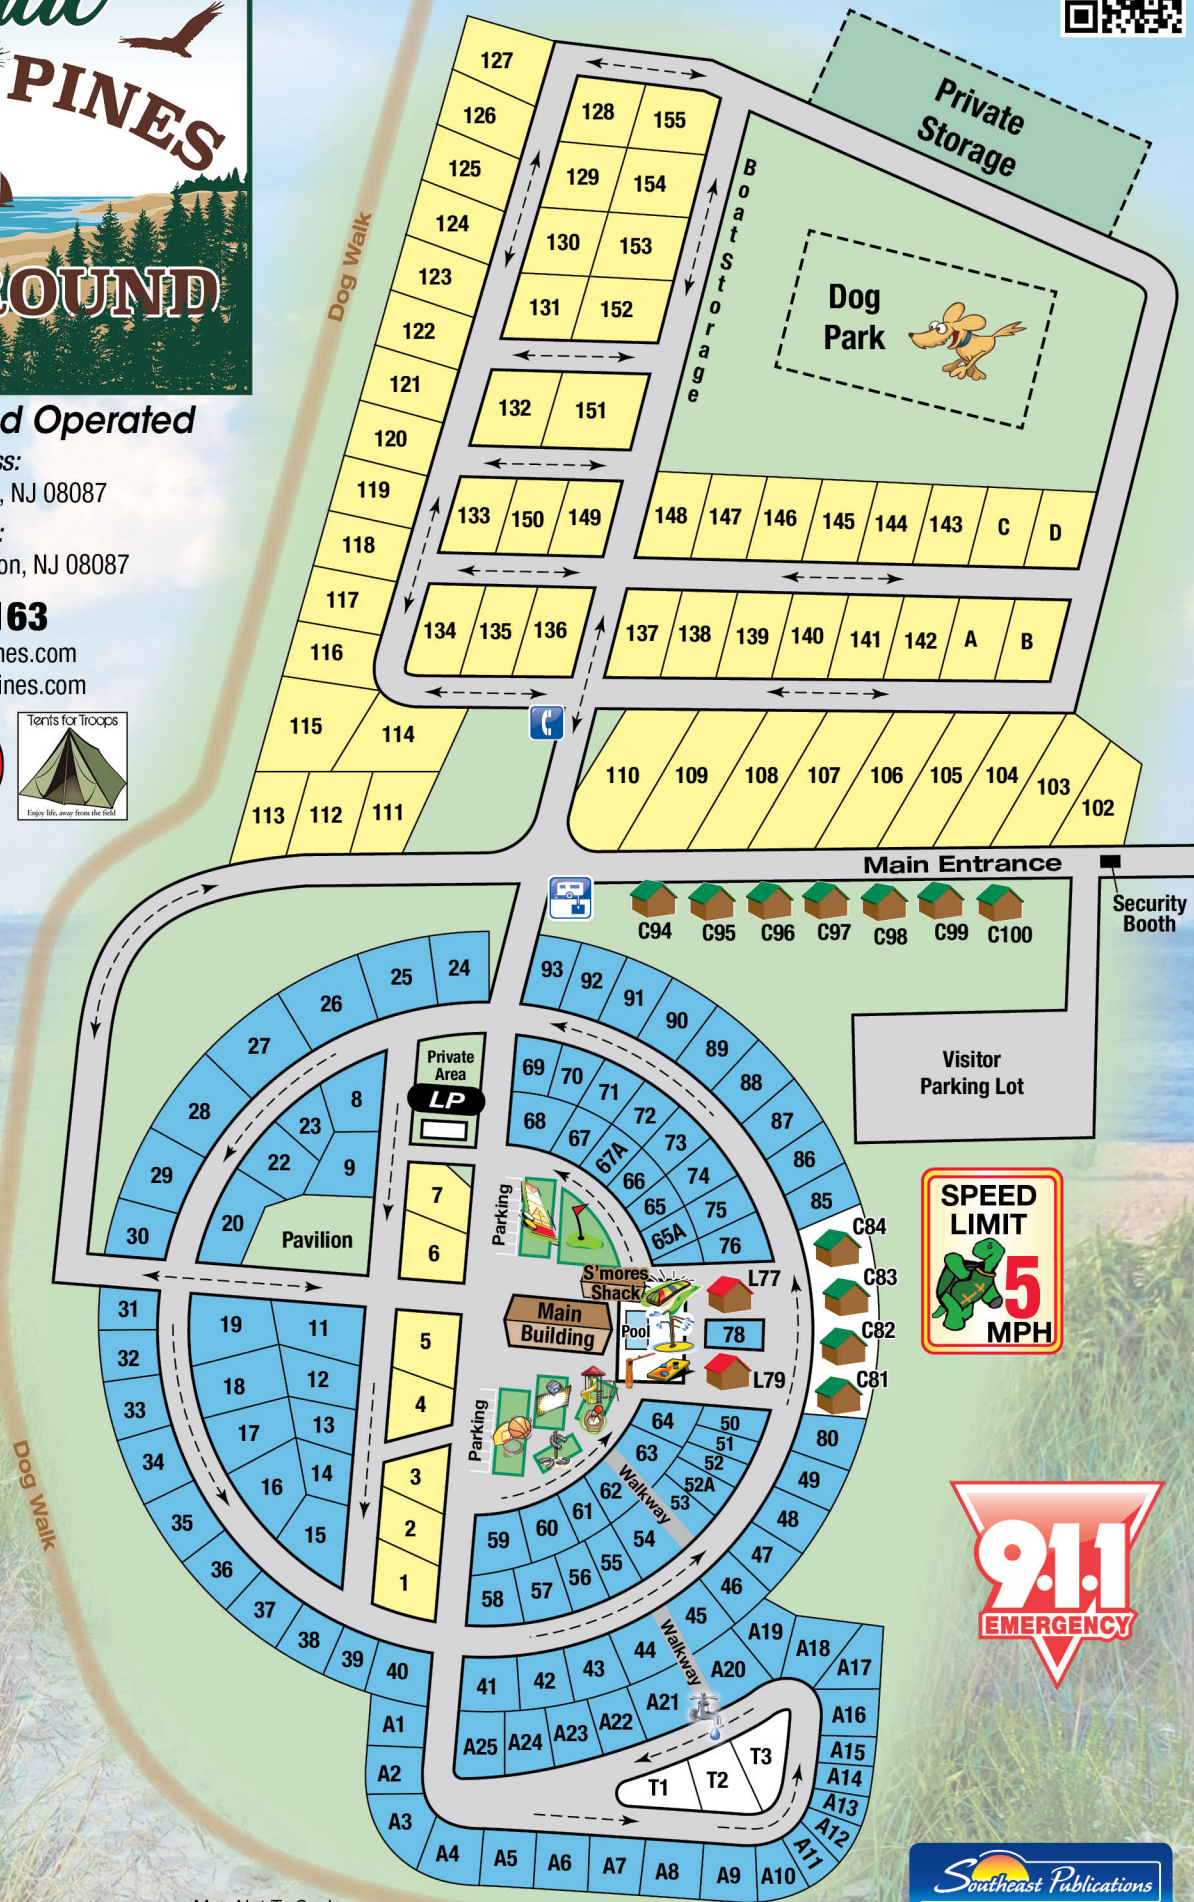 PINES
OUND
d Operated
ss:
, NJ 08087
:
on, NJ 08087
163
nes.com
ines.com
Tents for Troops
Enjoy life, away from the field
Dog Walk
Private
Storage
Boat Storage
Dog
Park
127
126
125
124
123
122
121
120
119
118
117
116
115
114
113
112
111
128
155
129
154
130
153
131
152
132
151
133
150
149
148
147
146
145
144
143
C
D
134
135
136
137
138
139
140
141
142
A
B
110
109
108
107
106
105
104
103
102
Main Entrance
Security
Booth
C94
C95
C96
C97
C98
C99
C100
Visitor
Parking Lot
24
25
26
27
28
29
30
93
92
91
90
89
88
87
86
85
Private
Area
LP
8
23
9
22
20
Pavilion
7
6
69
70
71
72
73
74
75
76
68
67
67A
66
65
65A
Parking
S'mores
Shack
Main
Building
Pool
L77
78
L79
C84
C83
C82
C81
SPEED
LIMIT
5
MPH
31
32
33
34
35
36
37
38
39
40
19
11
18
12
17
13
16
14
15
5
4
3
2
1
Parking
64
63
62
61
60
59
50
51
52
52A
53
54
55
56
57
58
Walkway
80
49
48
47
46
45
44
43
42
41
Walkway
911
EMERGENCY
Dog Walk
A19
A18
A17
A20
A21
A22
A23
A24
A25
A16
A15
A14
A13
A12
A11
A10
A9
A8
A7
A6
A5
A4
A3
A2
A1
T1
T2
T3
Southeast Publications